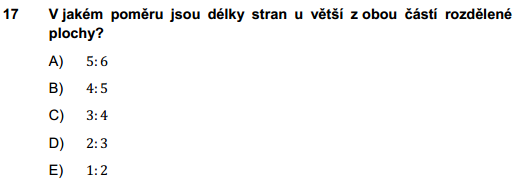 17 V jakém poměru jsou délky stran u větší z obou částí rozdělené
plochy?
A) 5:6
B) 4:5
C) 3:4
D) 2:3
E) 1:2